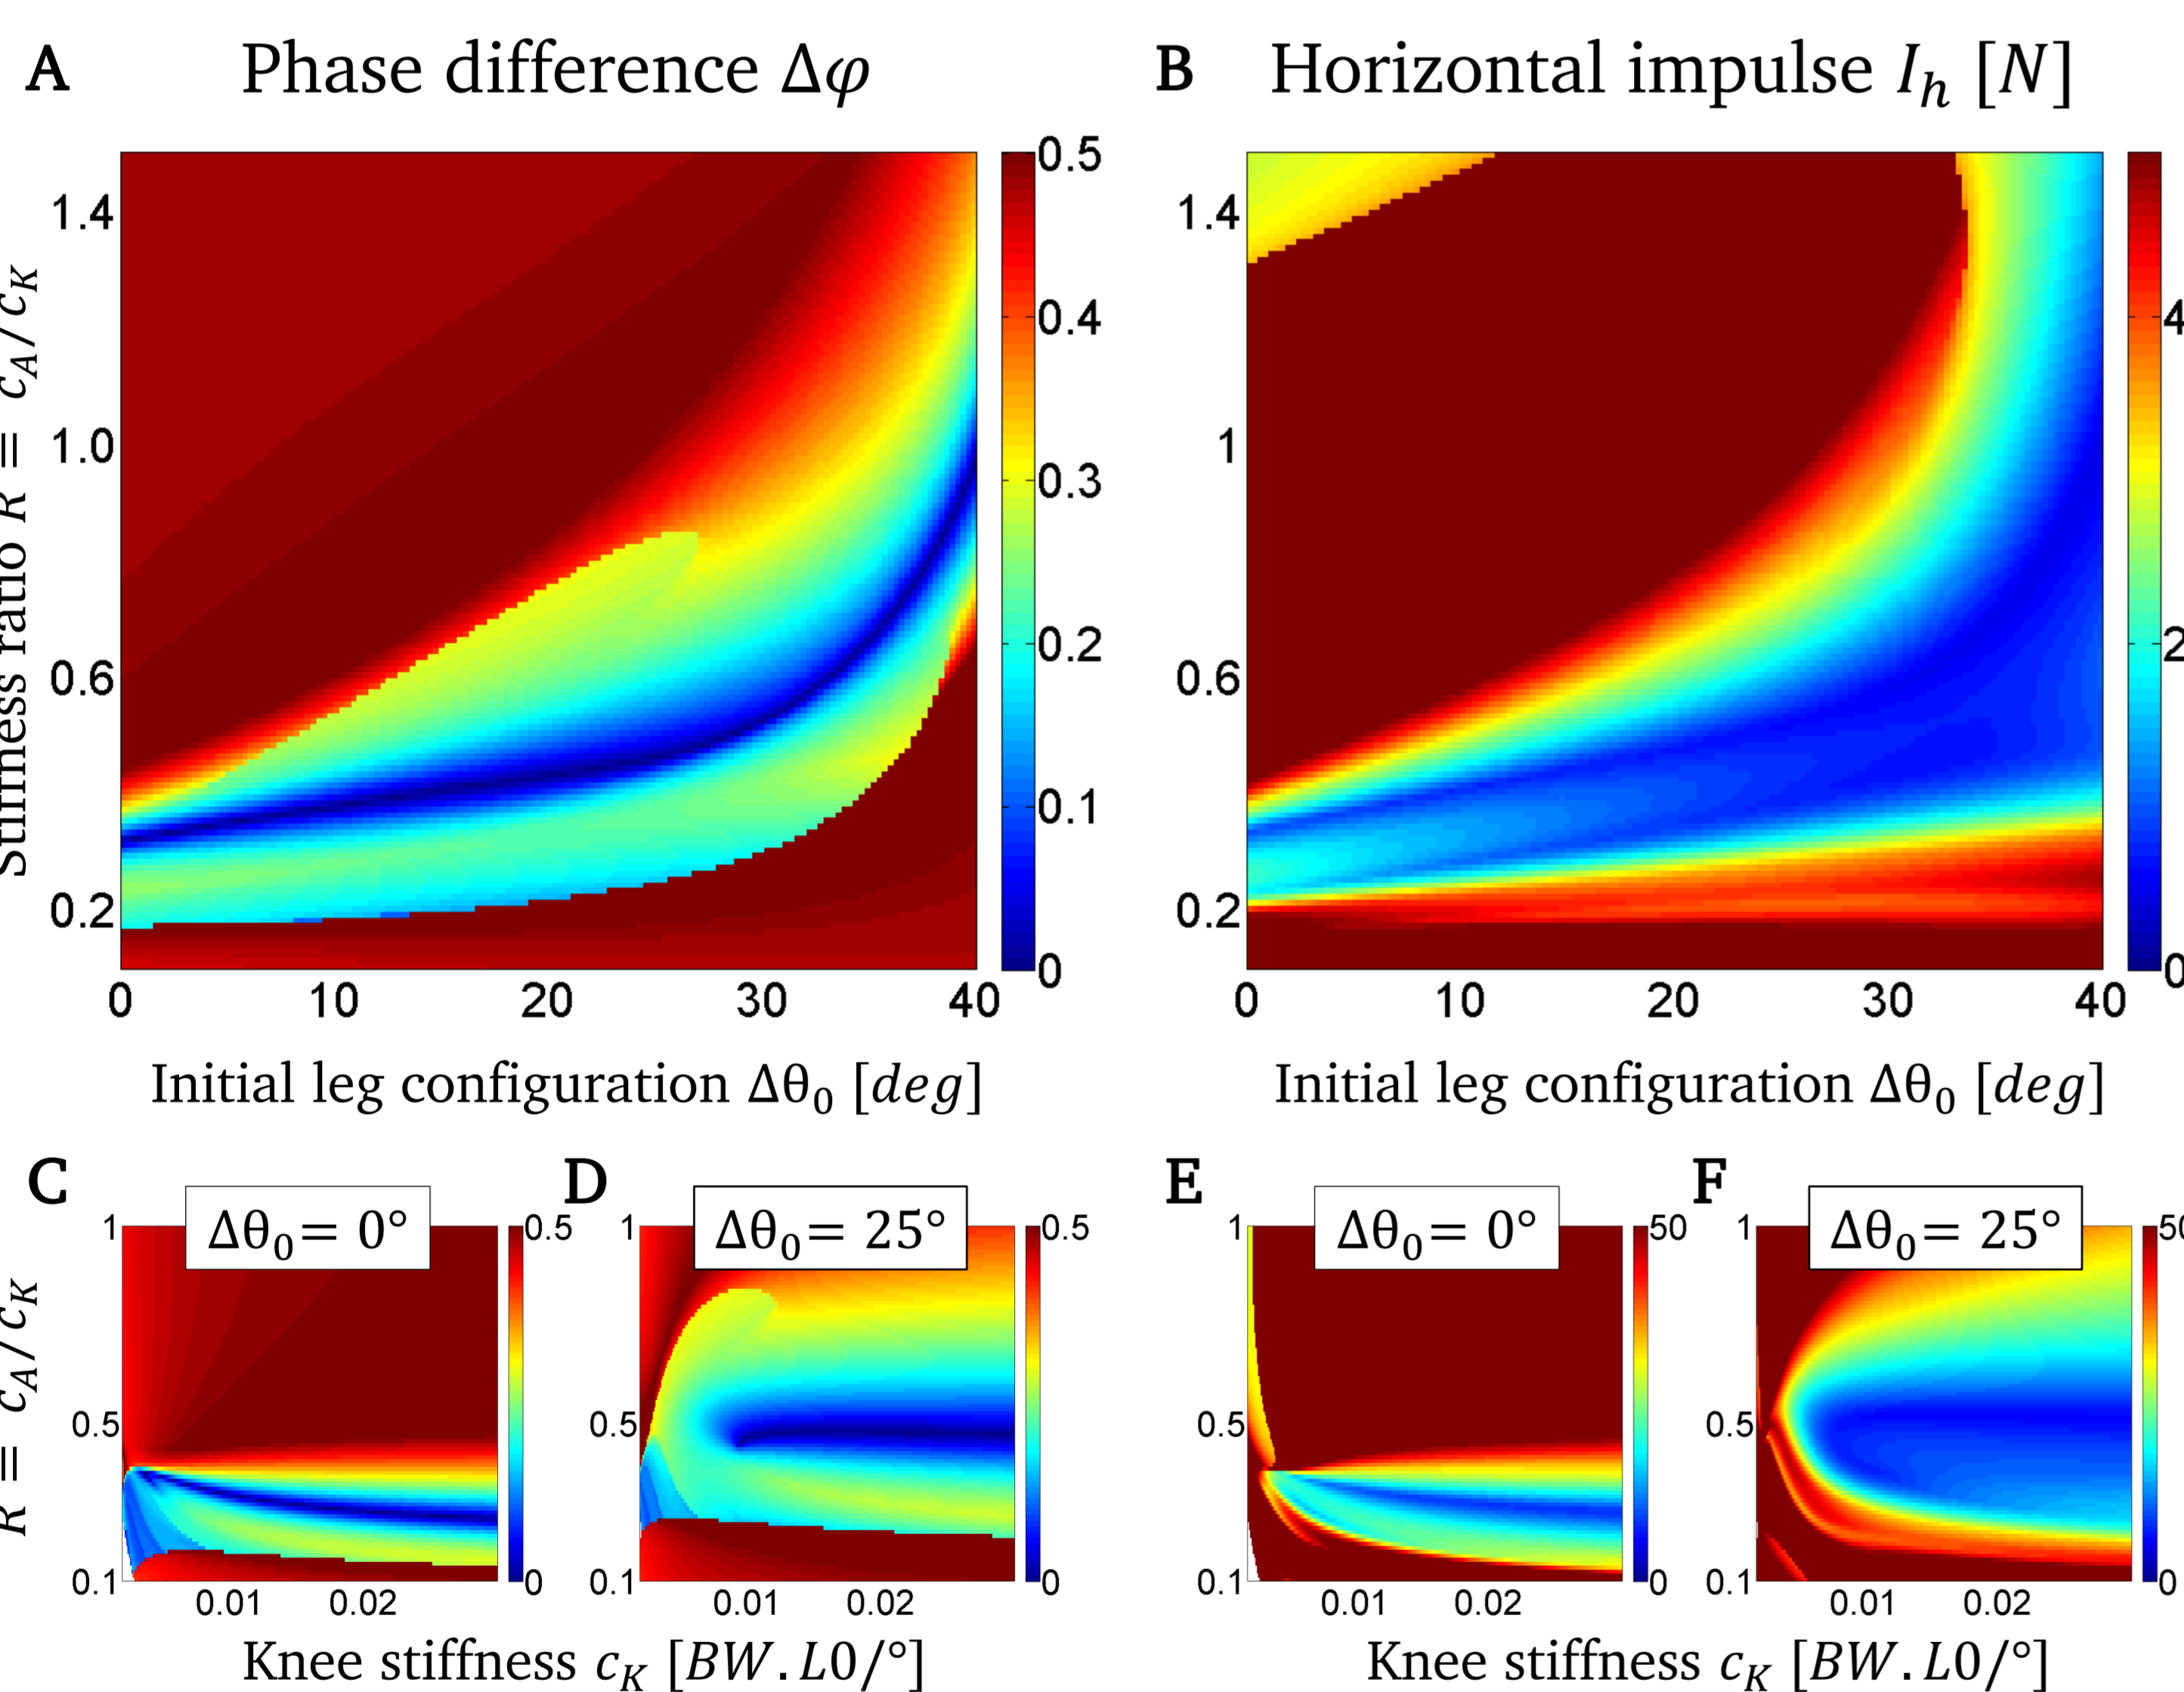 A Phase difference Δφ
B Horizontal impulse I_h [N]
1.4
1.0
0.6
0.2
Stiffness ratio R = c_A/c_K
0 10 20 30 40
0.5
0.4
0.3
0.2
0.1
0
Initial leg configuration Δθ_0 [deg]
1.4
1
0.6
0.2
0 10 20 30 40
0
Initial leg configuration Δθ_0 [deg]
C
Δθ_0 = 0°
1
0.5
0.1
0.01 0.02
0.5
0
R = c_A/c_K
D
Δθ_0 = 25°
1
0.5
0.1
0.01 0.02
0.5
0
Knee stiffness c_K [BW.L0/°]
E
Δθ_0 = 0°
1
0.5
0.1
0.01 0.02
50
0
F
Δθ_0 = 25°
1
0.5
0.1
0.01 0.02
0
Knee stiffness c_K [BW.L0/°]